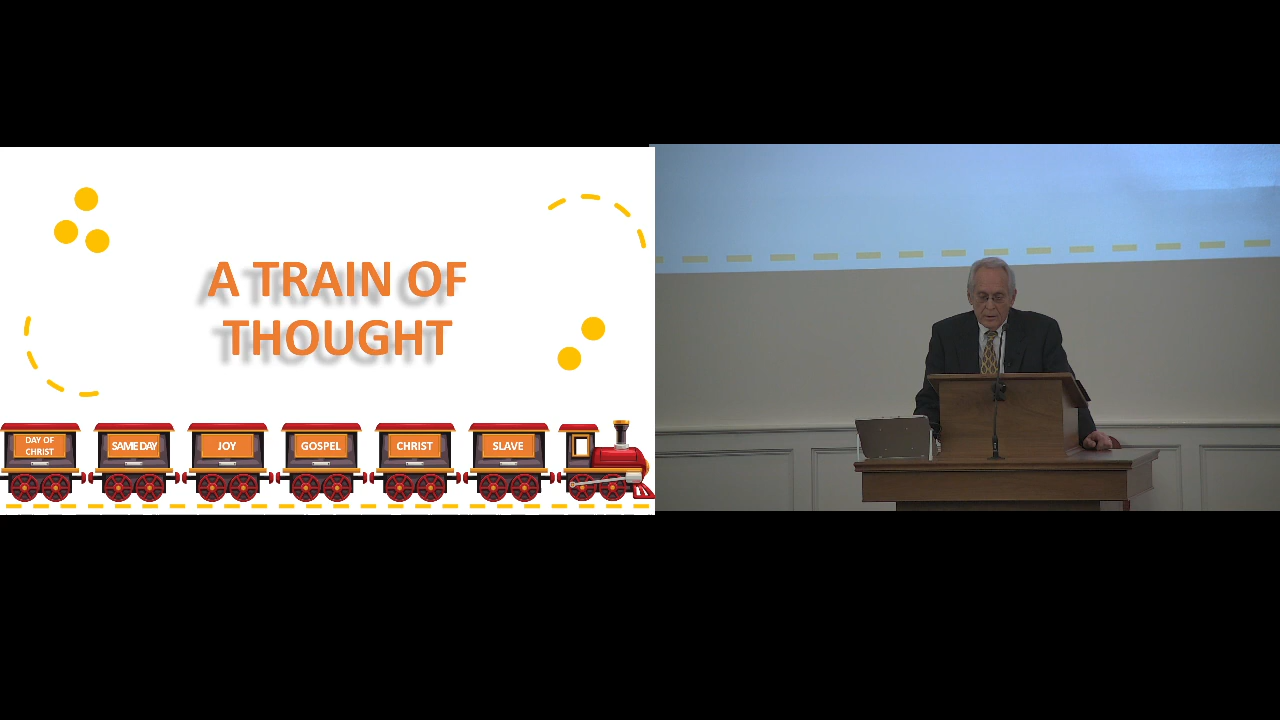 A TRAIN OF
THOUGHT
DAY OF
CHRIST
SAME DAY
JOY
GOSPEL
CHRIST
SLAVE